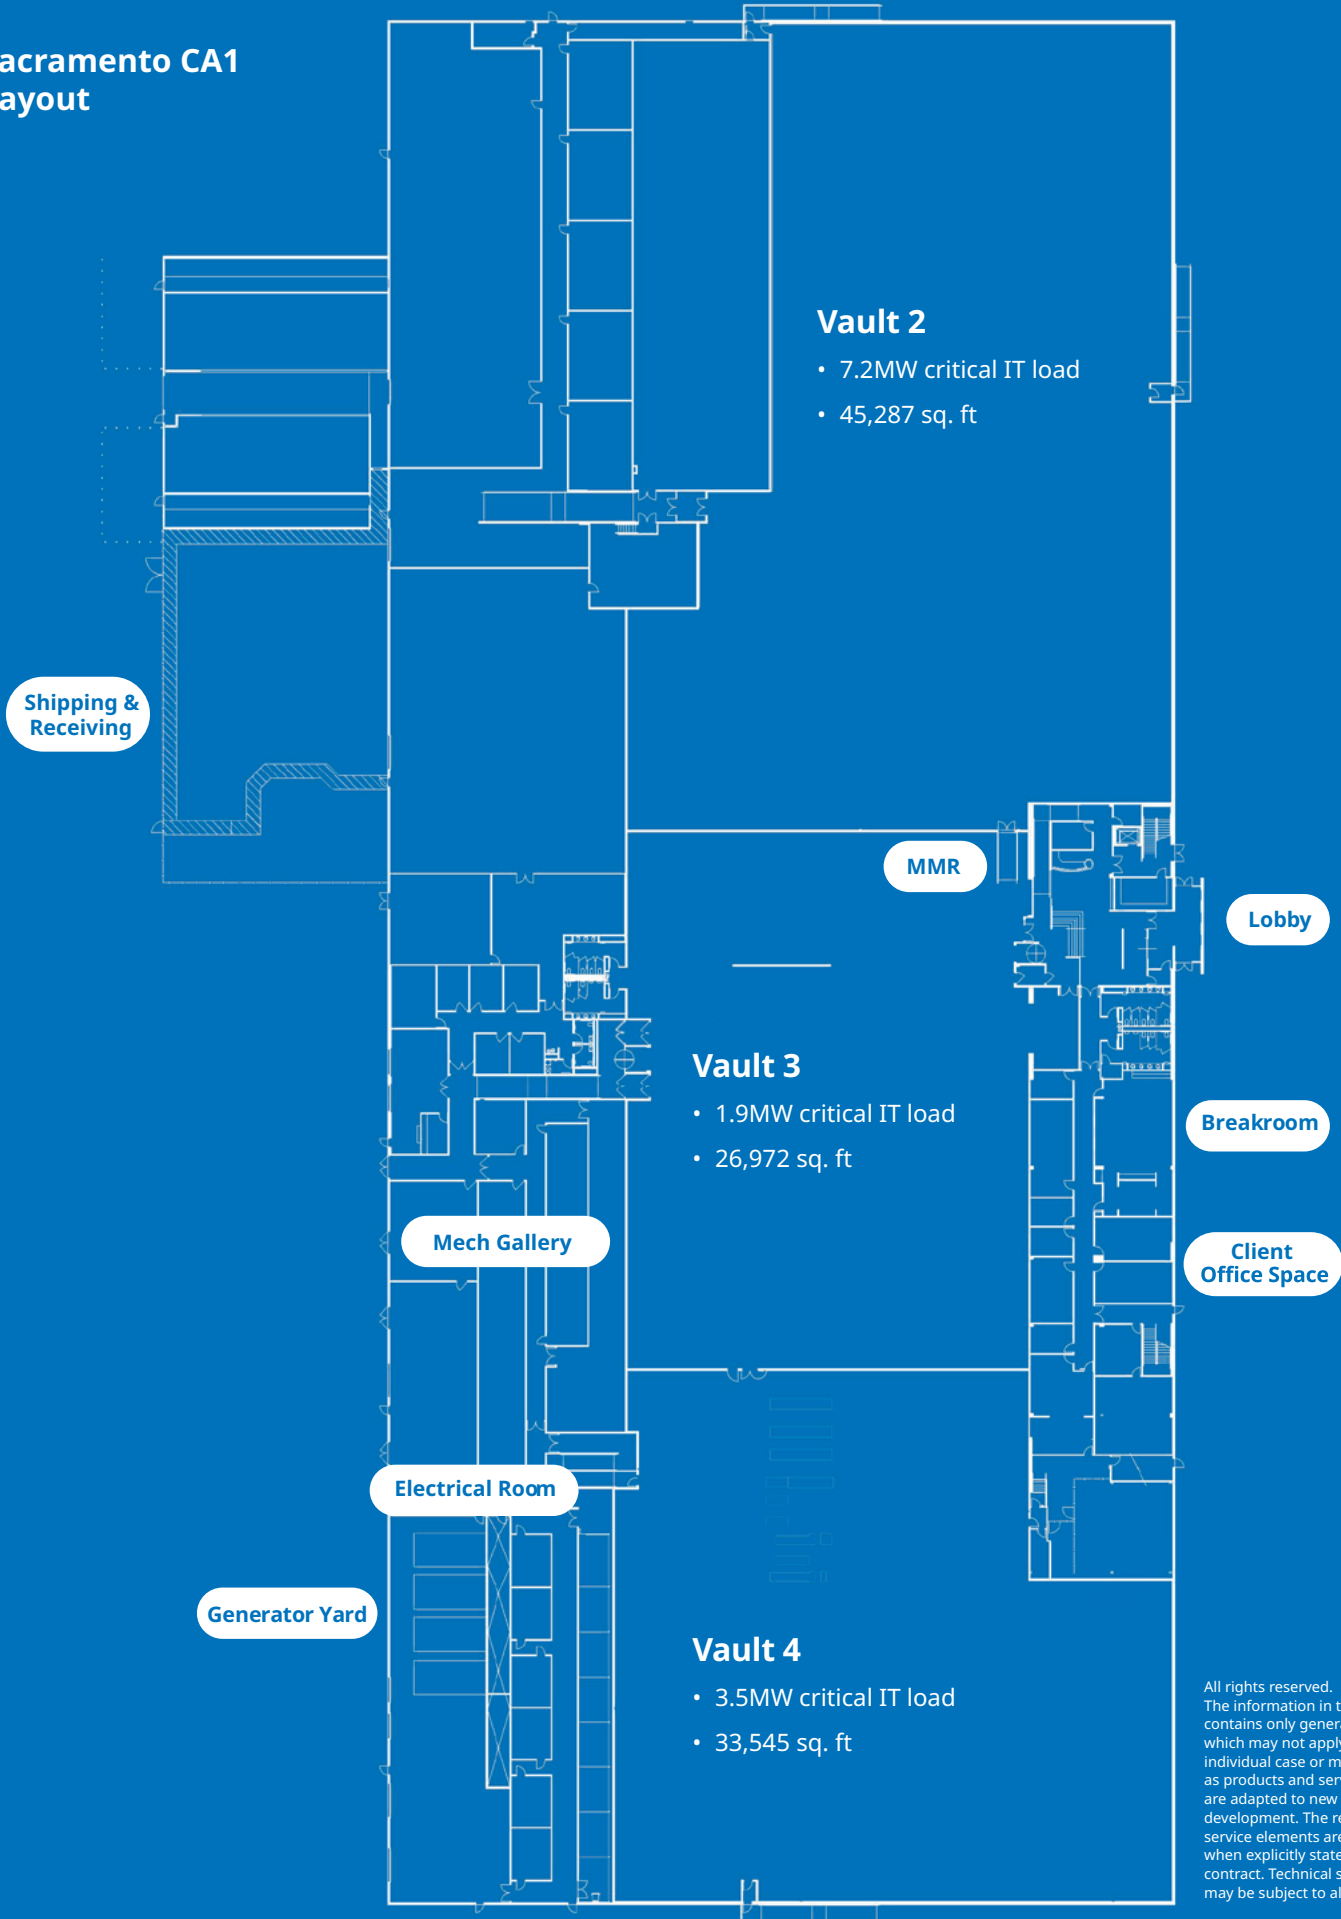 acramento CA1
ayout
Vault 2
• 7.2MW critical IT load
• 45,287 sq. ft
Shipping &
Receiving
MMR
Lobby
Vault 3
• 1.9MW critical IT load
• 26,972 sq. ft
Breakroom
Mech Gallery
Client
Office Space
Electrical Room
Generator Yard
Vault 4
• 3.5MW critical IT load
• 33,545 sq. ft
All rights reserved.
The information in t
contains only genera
which may not apply
individual case or m
as products and serv
are adapted to new
development. The re
service elements are
when explicitly state
contract. Technical s
may be subject to al